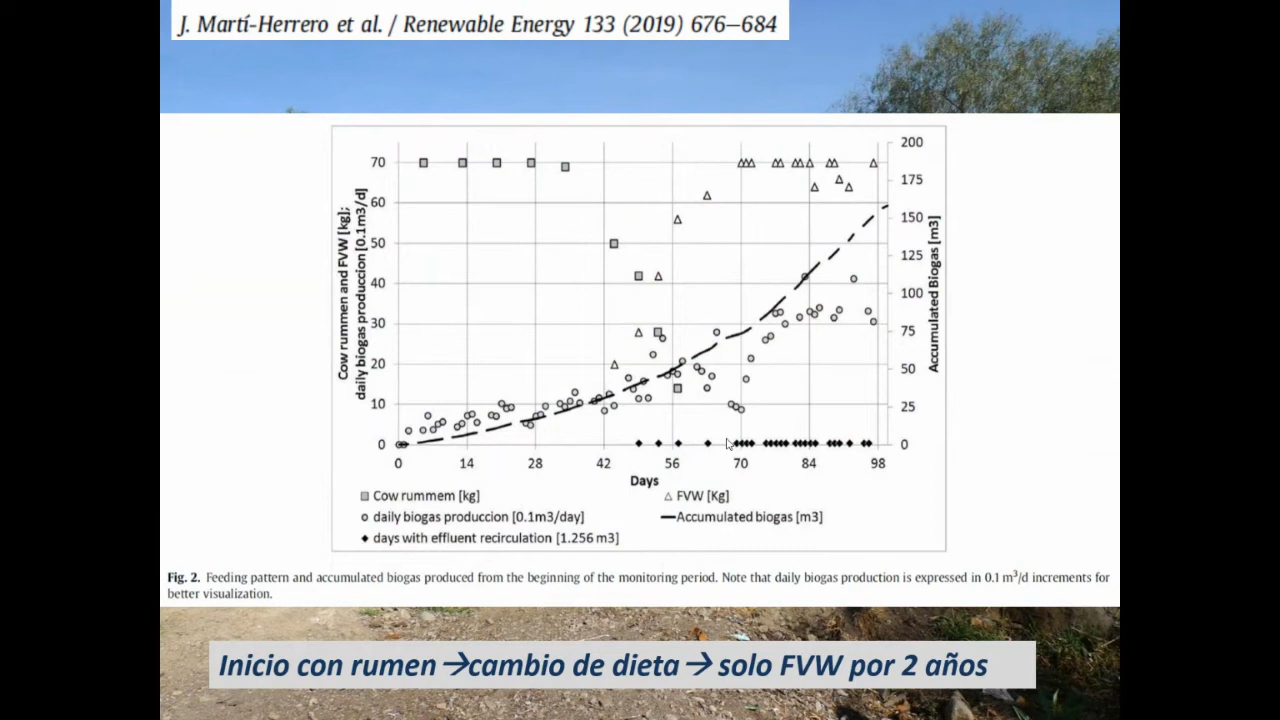 J. Martí-Herrero et al. / Renewable Energy 133 (2019) 676–684
Cow rummen and FVW [kg];
daily biogas produccion [0.1m3/d]
70
60
50
40
30
20
10
0
200
175
150
125
100
75
50
25
0
Accumulated Biogas [m3]
0 14 28 42 56 70 84 98
Days
Cow rummem [kg] FVW [Kg]
daily biogas produccion [0.1m3/day] Accumulated biogas [m3]
days with effluent recirculation [1.256 m3]
Fig. 2. Feeding pattern and accumulated biogas produced from the beginning of the monitoring period. Note that daily biogas production is expressed in 0.1 m³/d increments for
better visualization.
Inicio con rumen → cambio de dieta → solo FVW por 2 años